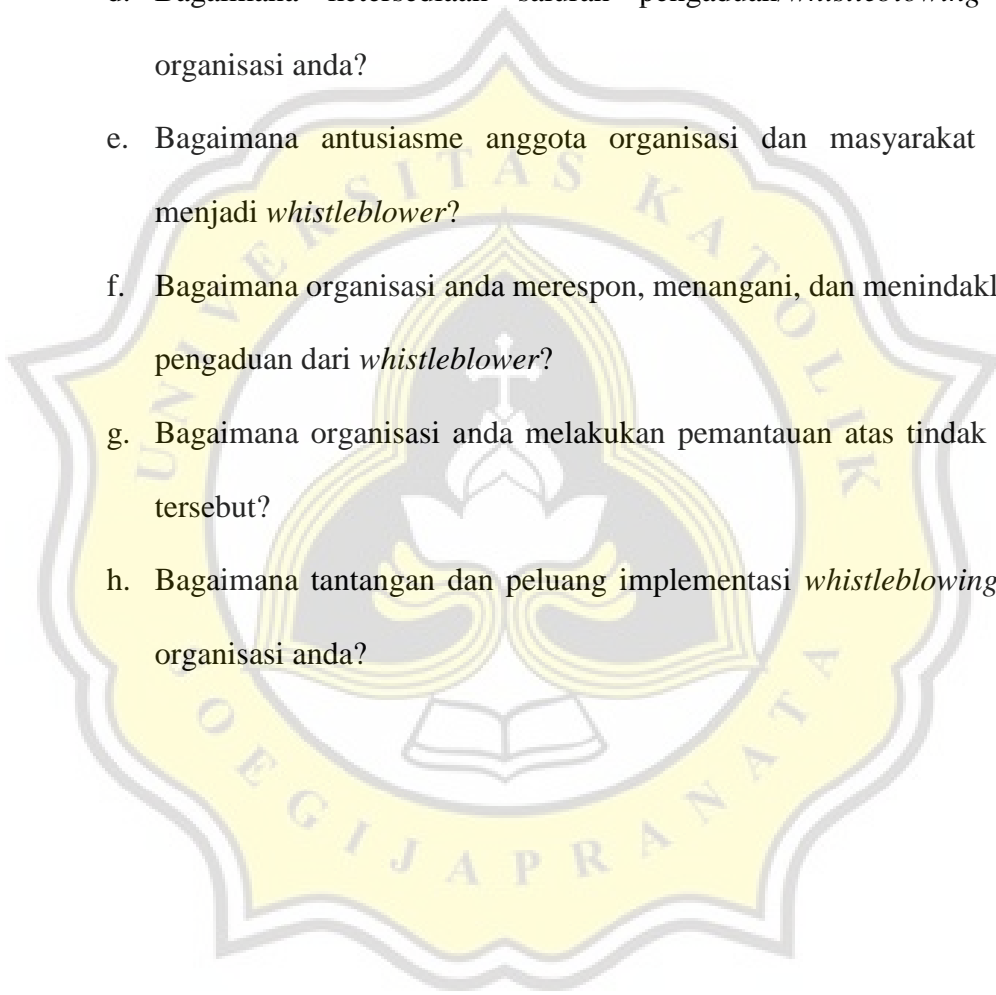 organisasi anda?
e. Bagaimana antusiasme anggota organisasi dan masyarakat
menjadi whistleblower?
f. Bagaimana organisasi anda merespon, menangani, dan menindakl
pengaduan dari whistleblower?
g. Bagaimana organisasi anda melakukan pemantauan atas tindak
tersebut?
h. Bagaimana tantangan dan peluang implementasi whistleblowing
organisasi anda?
UNIVERSITAS KATOLIK
SOEGIJAPRANATA